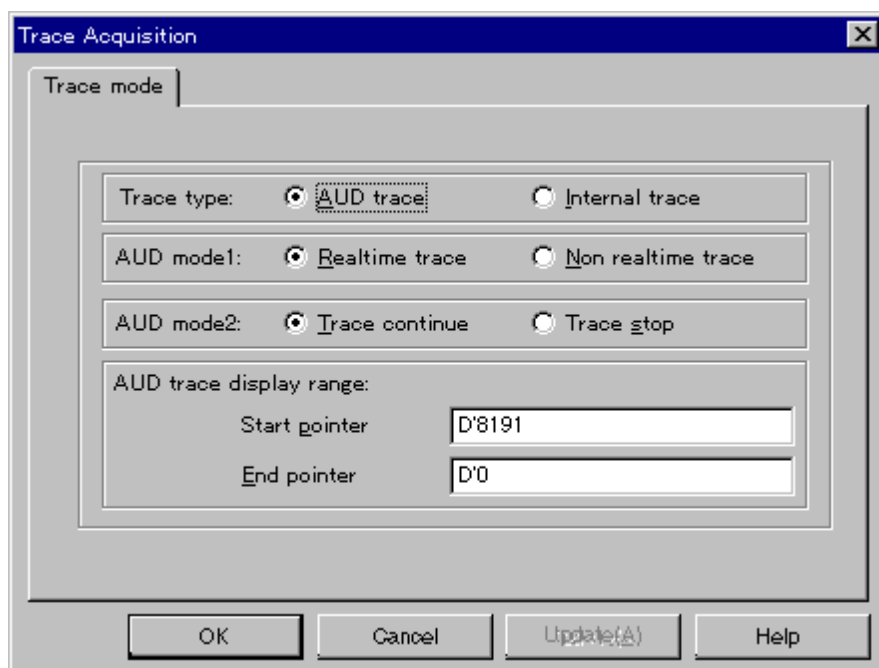 Trace Acquisition
Trace mode
Trace type: AUD trace Internal trace
AUD mode1: Realtime trace Non realtime trace
AUD mode2: Trace continue Trace stop
AUD trace display range:
Start pointer D'8191
End pointer D'0
OK Cancel Update(A) Help